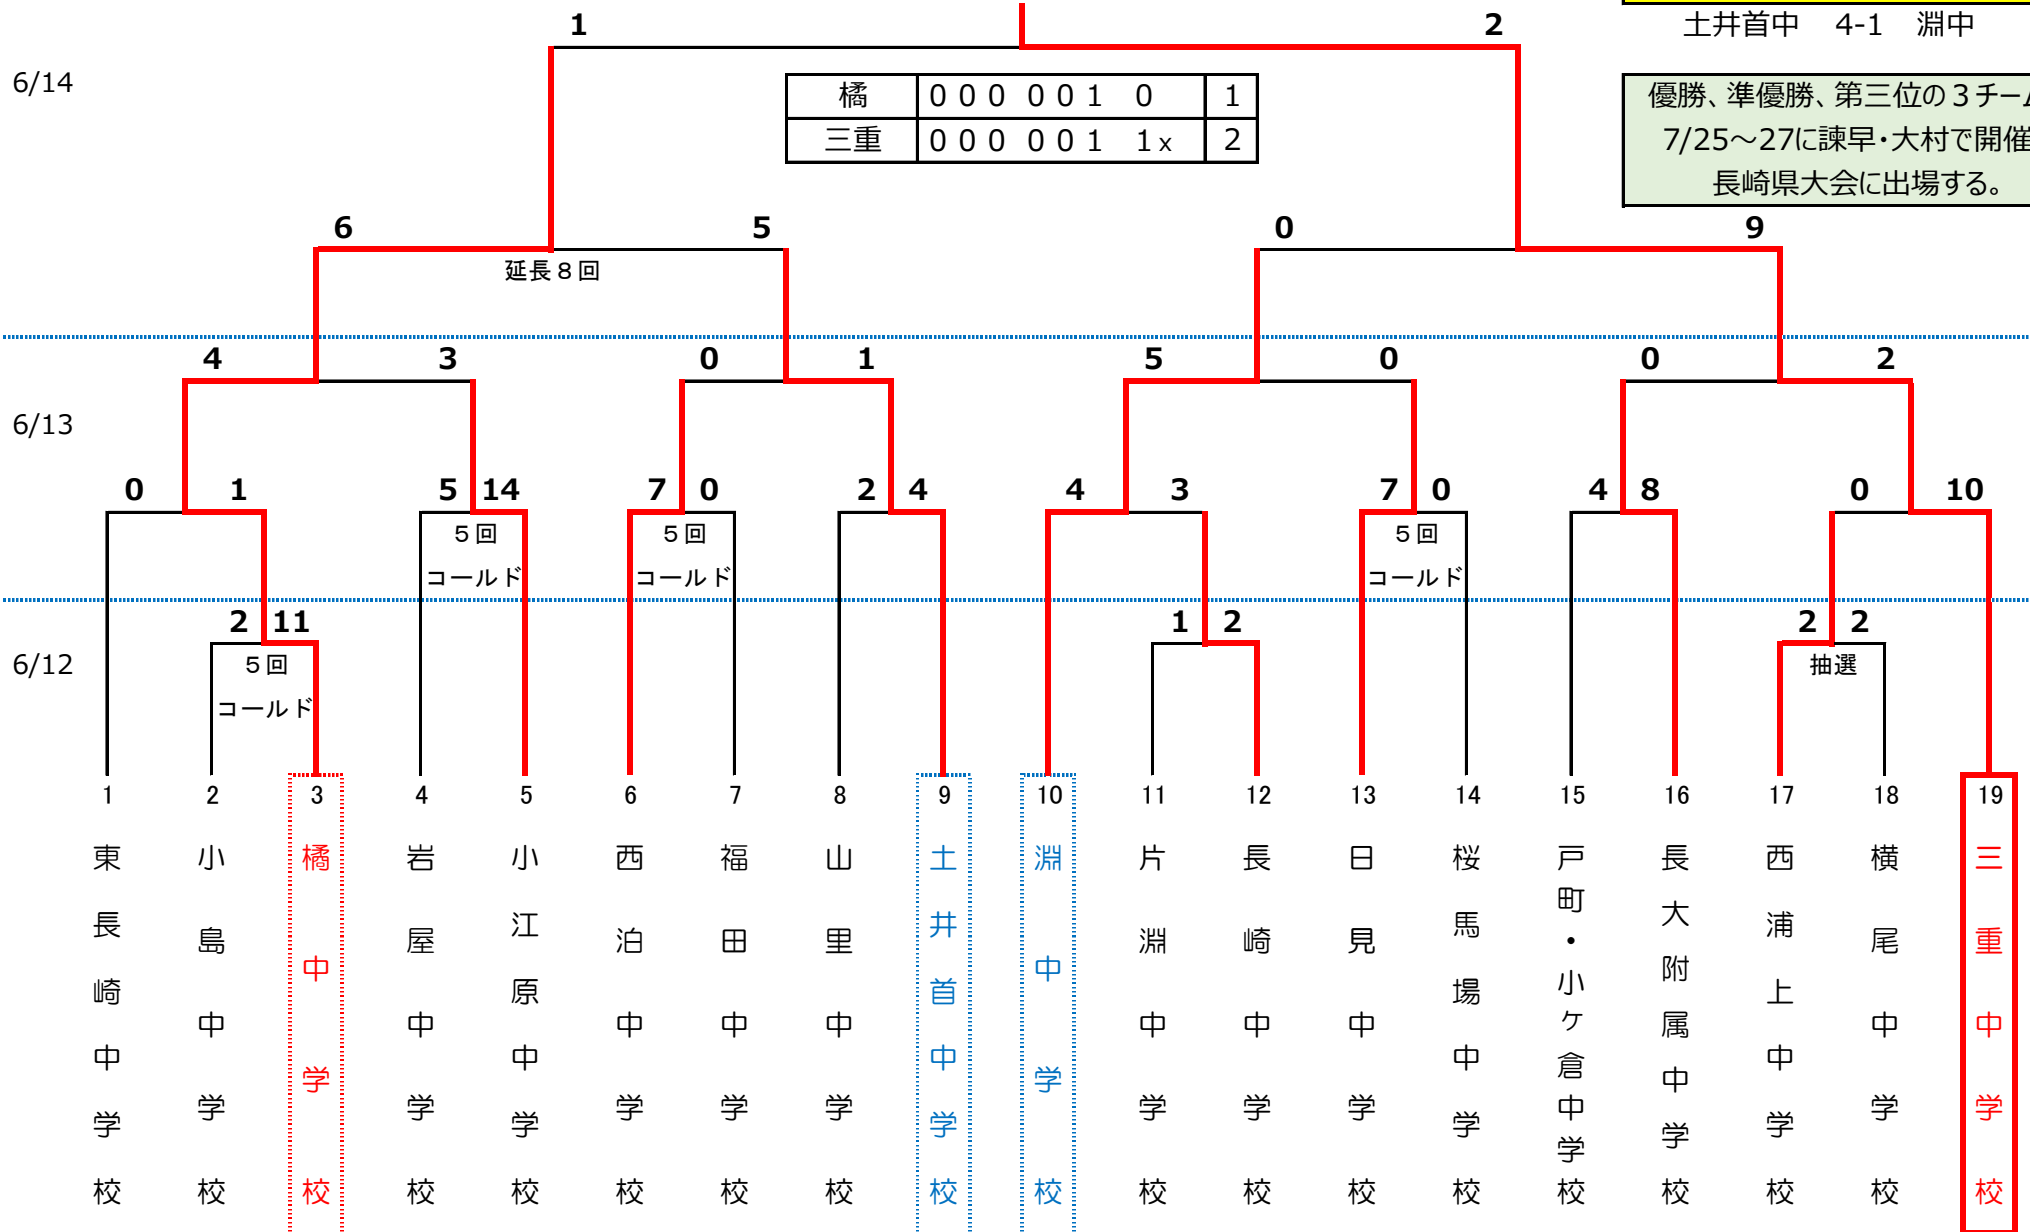 1 2
土井首中 4-1 淵中
6/14
橘 0 0 0 0 0 1 0 1
三重 0 0 0 0 0 1 1x 2
優勝、準優勝、第三位の3チーム
7/25～27に諫早・大村で開催
長崎県大会に出場する。
6 5 0 9
延長8回
4 3 0 1 5 0 0 2
6/13
0 1 5 14 7 0 2 4 4 3 7 0 4 8 0 10
5回 5回 5回
コールド コールド コールド
2 11 1 2 2 2
6/12
5回 抽選
コールド
1 2 3 4 5 6 7 8 9 10 11 12 13 14 15 16 17 18 19
東長崎中学校
小島中学校
橘中学校
岩屋中学校
小江原中学校
西泊中学校
福田中学校
山里中学校
土井首中学校
淵中学校
片淵中学校
長崎中学校
日見中学校
桜馬場中学校
戸町・小ケ倉中学校
長大附属中学校
西浦上中学校
横尾中学校
三重中学校